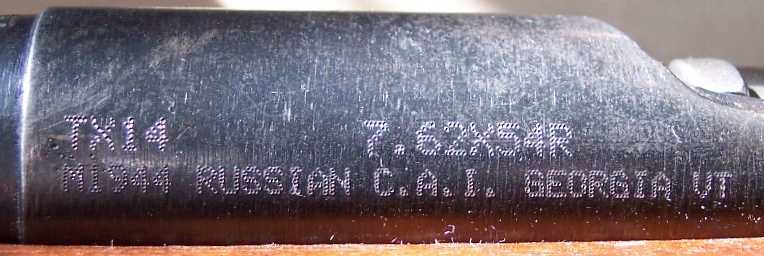 TX14 7.62X54R
M1944 RUSSIAN C.A.I. GEORGIA VT